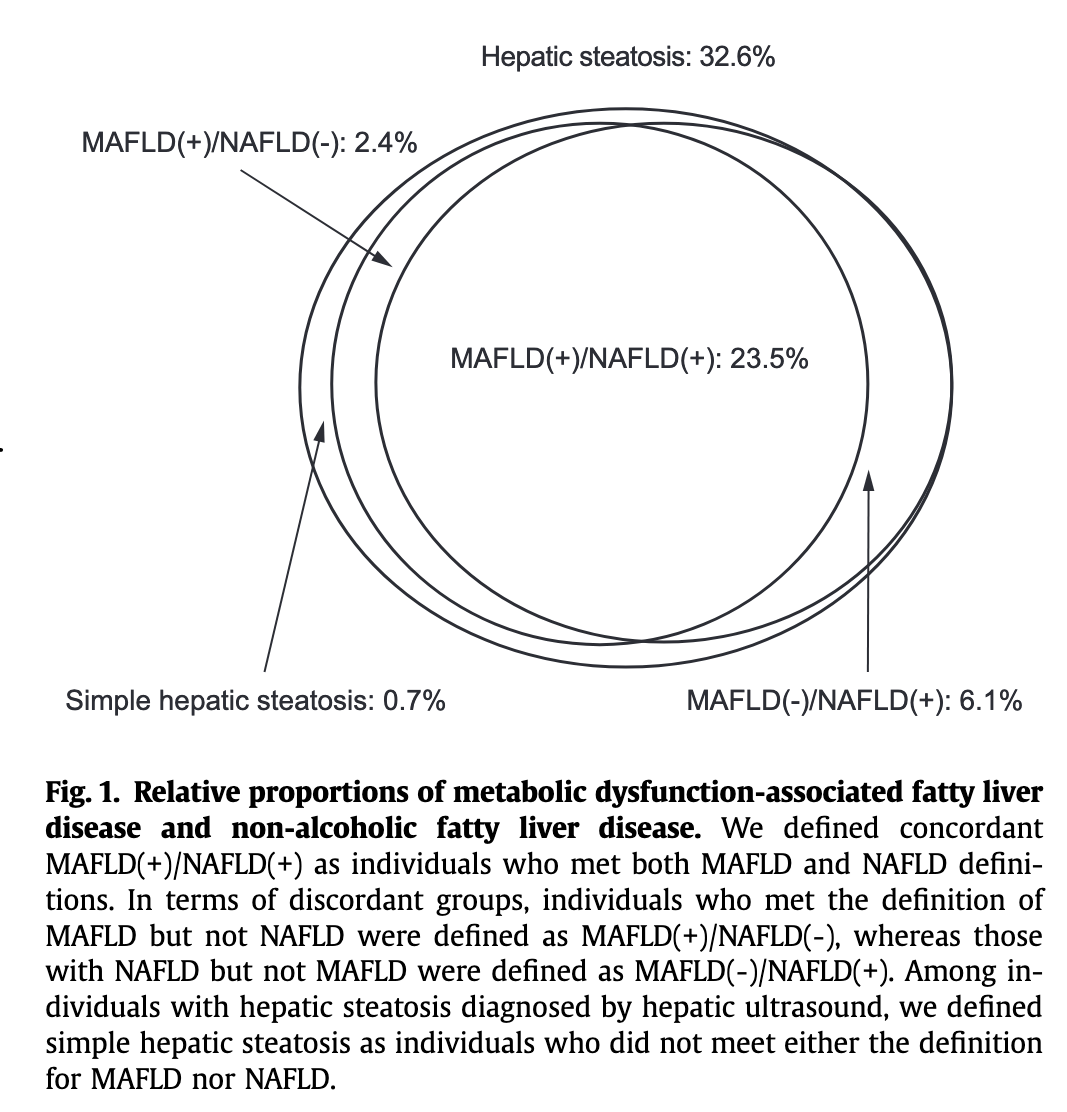 Hepatic steatosis: 32.6%
MAFLD(+)/NAFLD(-): 2.4%
MAFLD(+)/NAFLD(+): 23.5%
Simple hepatic steatosis: 0.7%
MAFLD(-)/NAFLD(+): 6.1%
Fig. 1. Relative proportions of metabolic dysfunction-associated fatty liver
disease and non-alcoholic fatty liver disease. We defined concordant
MAFLD(+)/NAFLD(+) as individuals who met both MAFLD and NAFLD defini-
tions. In terms of discordant groups, individuals who met the definition of
MAFLD but not NAFLD were defined as MAFLD(+)/NAFLD(-), whereas those
with NAFLD but not MAFLD were defined as MAFLD(-)/NAFLD(+). Among in-
dividuals with hepatic steatosis diagnosed by hepatic ultrasound, we defined
simple hepatic steatosis as individuals who did not meet either the definition
for MAFLD nor NAFLD.